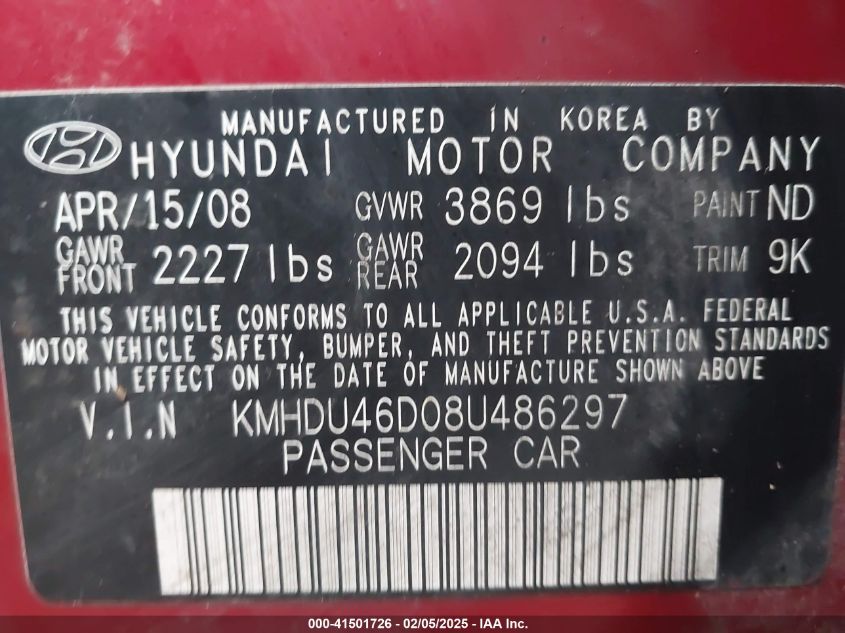 MANUFACTURED IN KOREA BY
HYUNDAI MOTOR COMPANY
APR/15/08 GVWR 3869 lbs PAINT ND
GAWR FRONT 2227 lbs GAWR REAR 2094 lbs TRIM 9K
THIS VEHICLE CONFORMS TO ALL APPLICABLE U.S.A. FEDERAL
MOTOR VEHICLE SAFETY, BUMPER, AND THEFT PREVENTION STANDARDS
IN EFFECT ON THE DATE OF MANUFACTURE SHOWN ABOVE
V.I.N KMHDU46D08U486297
PASSENGER CAR
000-41501726 - 02/05/2025 - IAA Inc.